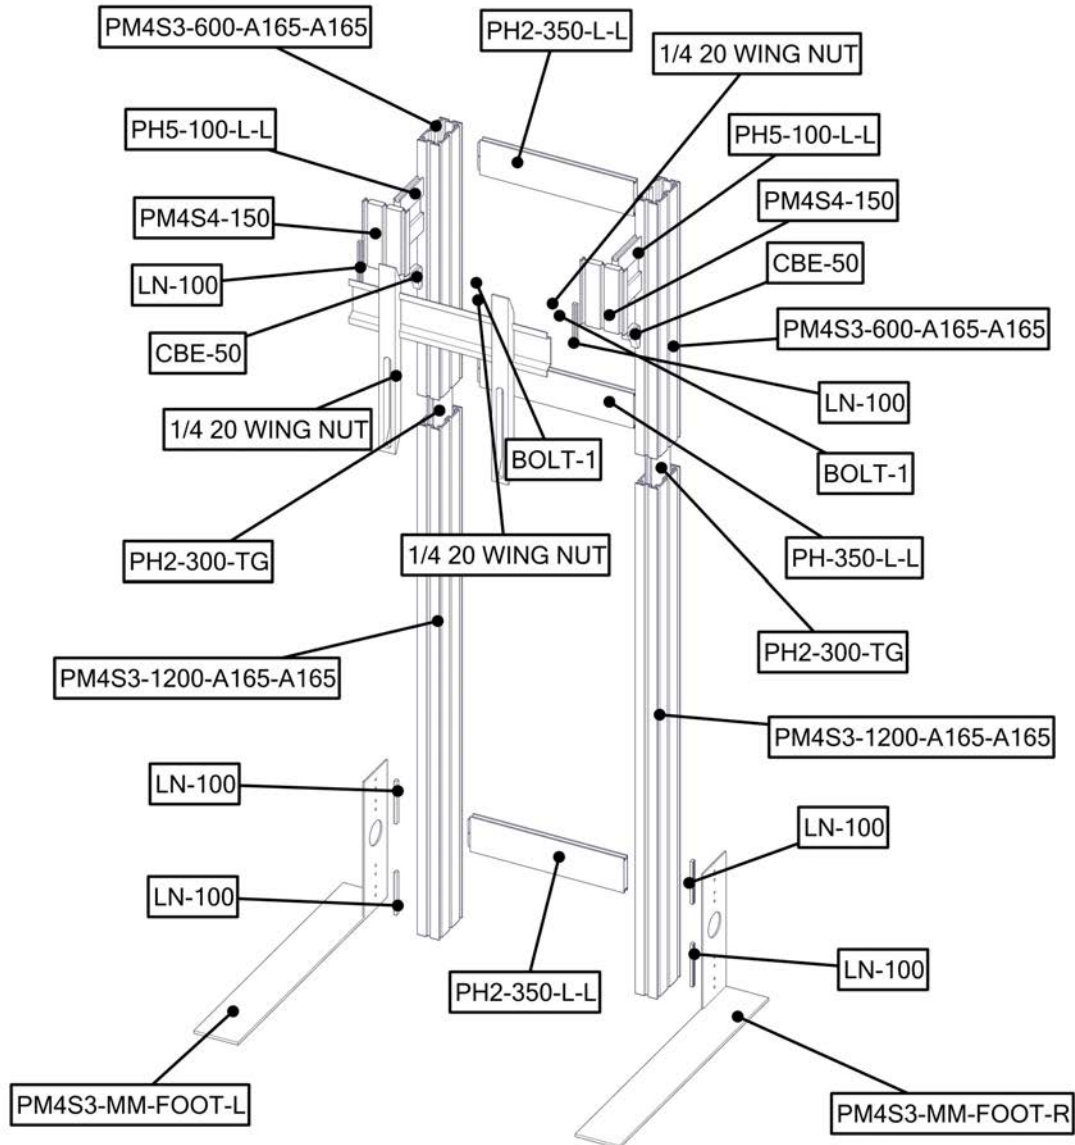 PM4S3-600-A165-A165
PH2-350-L-L
1/4 20 WING NUT
PH5-100-L-L
PH5-100-L-L
PM4S4-150
PM4S4-150
LN-100
CBE-50
CBE-50
PM4S3-600-A165-A165
LN-100
1/4 20 WING NUT
BOLT-1
BOLT-1
PH2-300-TG
1/4 20 WING NUT
PH-350-L-L
PH2-300-TG
PM4S3-1200-A165-A165
PM4S3-1200-A165-A165
LN-100
LN-100
LN-100
LN-100
PH2-350-L-L
PM4S3-MM-FOOT-L
PM4S3-MM-FOOT-R